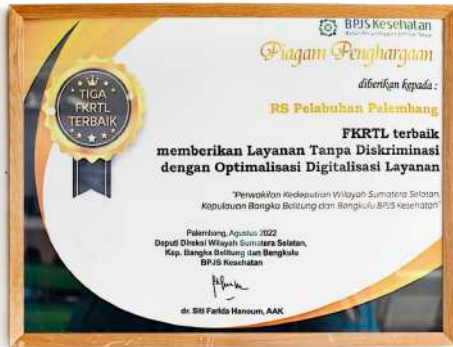 BPJS Kesehatan
Piagam Penghargaan
diberikan kepada :
RS Pelabuhan Palembang
TIGA
FKRTL
TERBAIK
FKRTL terbaik
memberikan Layanan Tanpa Diskriminasi
dengan Optimalisasi Digitalisasi Layanan
"Perwakilan Kedeputian Wilayah Sumatera Selatan,
Kepulauan Bangka Belitung dan Bengkulu BPJS Kesehatan"
Palembang, Agustus 2022
Deputi Direksi Wilayah Sumatera Selatan,
Kep. Bangka Belitung dan Bengkulu
BPJS Kesehatan
dr. Siti Farida Hanoum, AAK